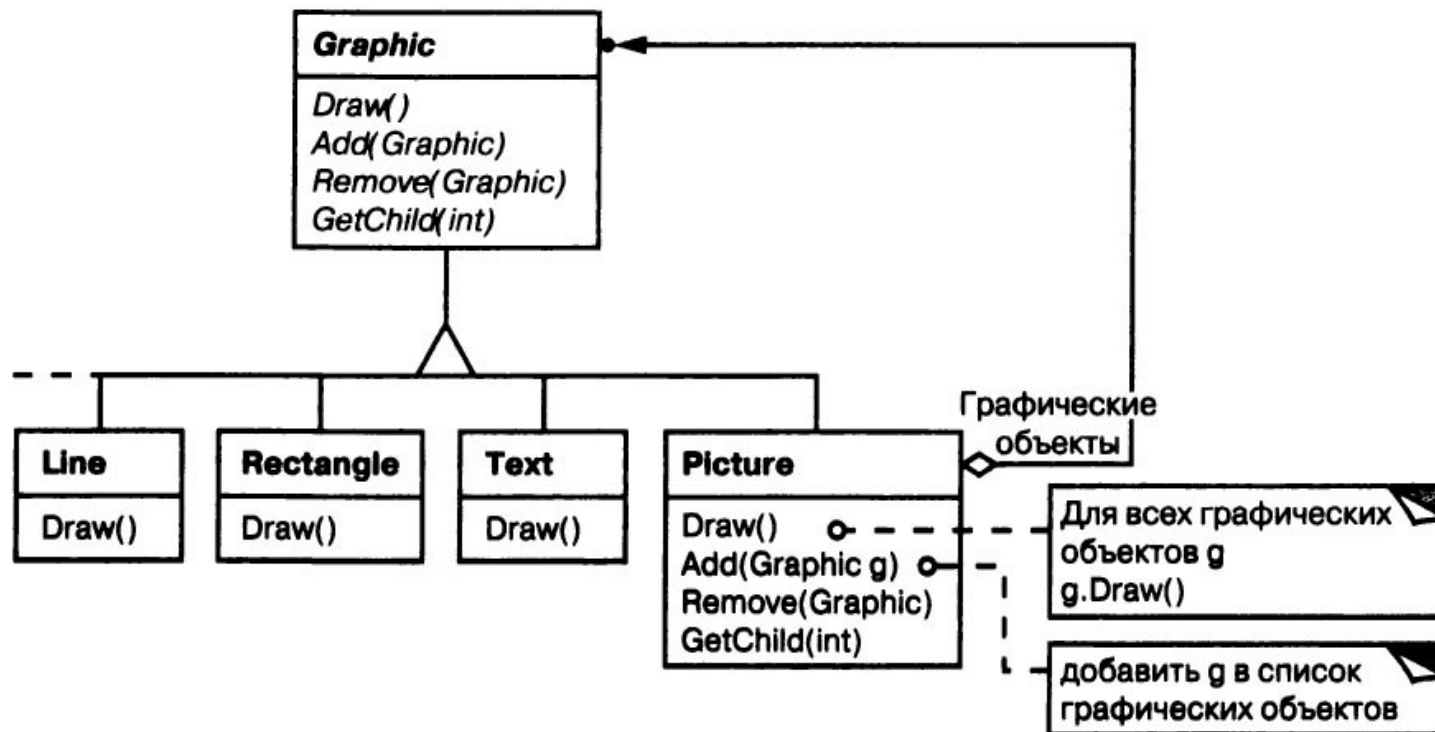 Graphic
Draw()
Add(Graphic)
Remove(Graphic)
GetChild(int)
Графические
объекты
Line
Draw()
Rectangle
Draw()
Text
Draw()
Picture
Draw()
Add(Graphic g)
Remove(Graphic)
GetChild(int)
Для всех графических
объектов g
g.Draw()
добавить g в список
графических объектов